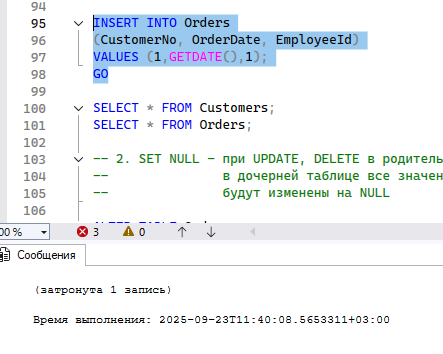 94
95 INSERT INTO Orders
96 (CustomerNo, OrderDate, EmployeeId)
97 VALUES (1,GETDATE(),1);
98 GO
99
100 SELECT * FROM Customers;
101 SELECT * FROM Orders;
102
103 -- 2. SET NULL - при UPDATE, DELETE в родитель
104 -- в дочерней таблице все значен
105 -- будут изменены на NULL
106
00 % 3 0
Сообщения
(затронута 1 запись)
Время выполнения: 2025-09-23T11:40:08.5653311+03:00